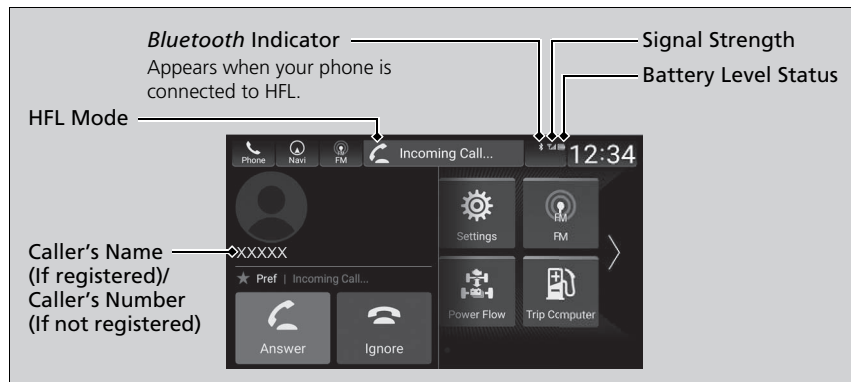 Bluetooth Indicator
Appears when your phone is
connected to HFL.
Signal Strength
Battery Level Status
HFL Mode
Phone
Navi
FM
Incoming Call...
12:34
XXXXX
Pref | Incoming Call...
Answer
Ignore
Settings
FM
FM
Power Flow
Trip Computer
Caller's Name
(If registered)/
Caller's Number
(If not registered)